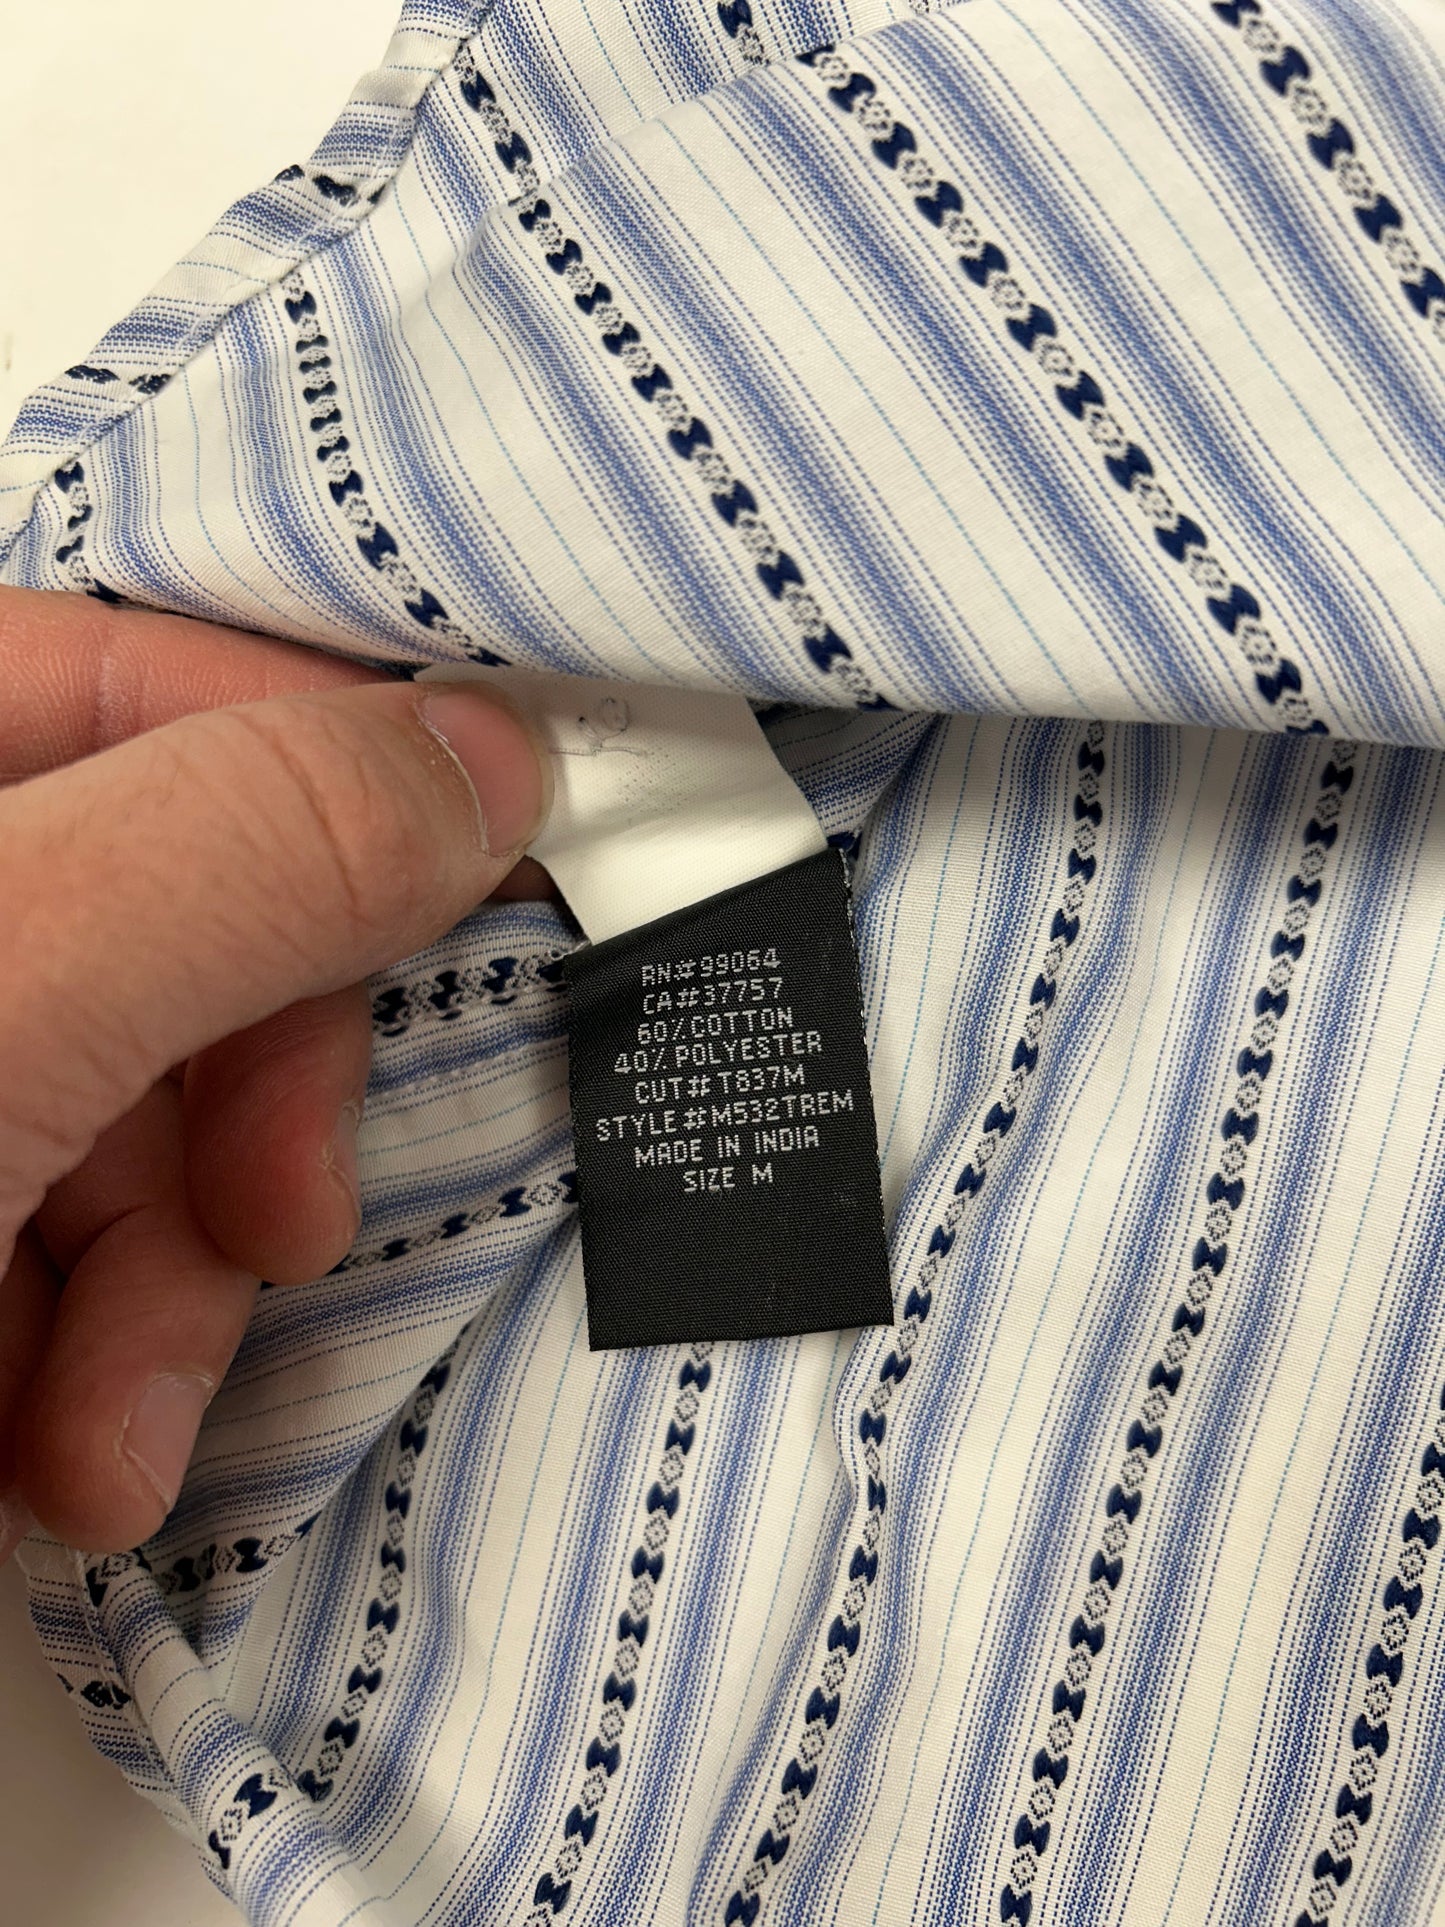 RN#99064
CA#37757
60% COTTON
40% POLYESTER
CUT#T837M
STYLE#M532TREM
MADE IN INDIA
SIZE M